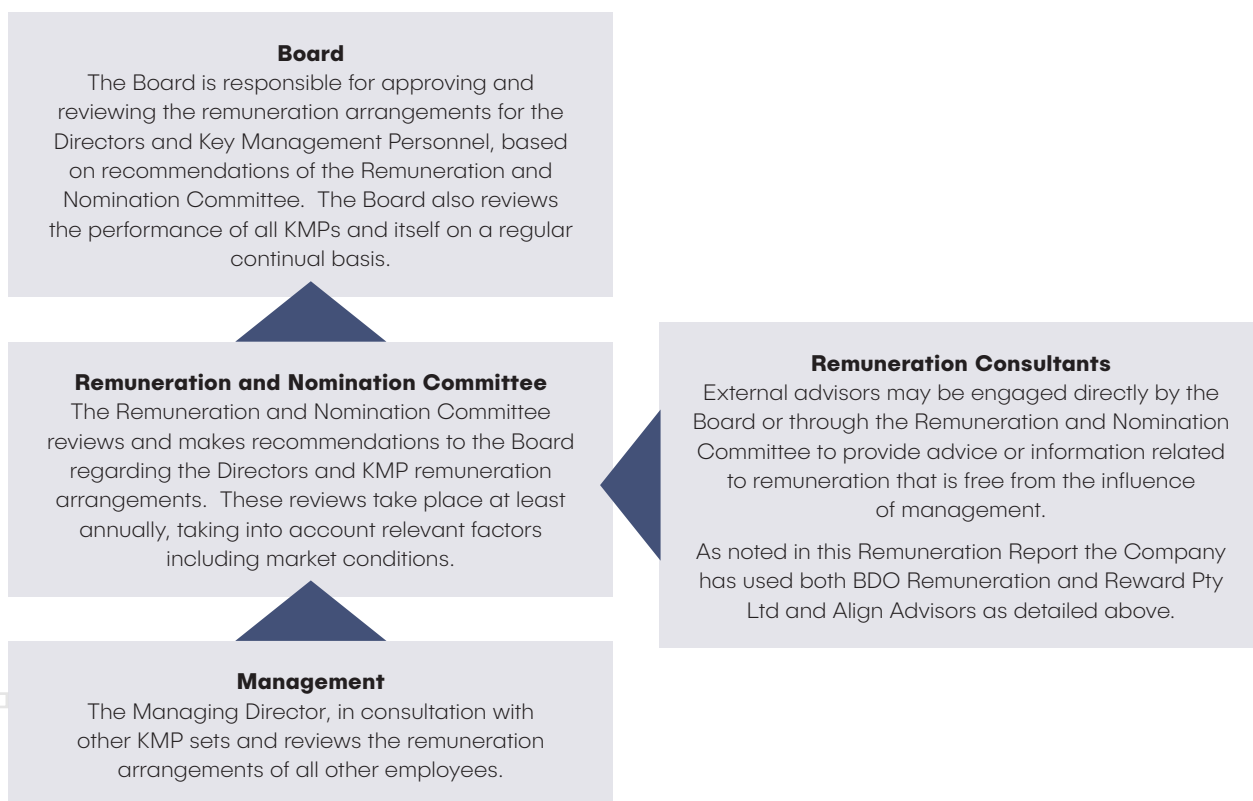 Board
The Board is responsible for approving and
reviewing the remuneration arrangements for the
Directors and Key Management Personnel, based
on recommendations of the Remuneration and
Nomination Committee. The Board also reviews
the performance of all KMPs and itself on a regular
continual basis.
Remuneration and Nomination Committee
The Remuneration and Nomination Committee
reviews and makes recommendations to the Board
regarding the Directors and KMP remuneration
arrangements. These reviews take place at least
annually, taking into account relevant factors
including market conditions.
Remuneration Consultants
External advisors may be engaged directly by the
Board or through the Remuneration and Nomination
Committee to provide advice or information related
to remuneration that is free from the influence
of management.
As noted in this Remuneration Report the Company
has used both BDO Remuneration and Reward Pty
Ltd and Align Advisors as detailed above.
Management
The Managing Director, in consultation with
other KMP sets and reviews the remuneration
arrangements of all other employees.